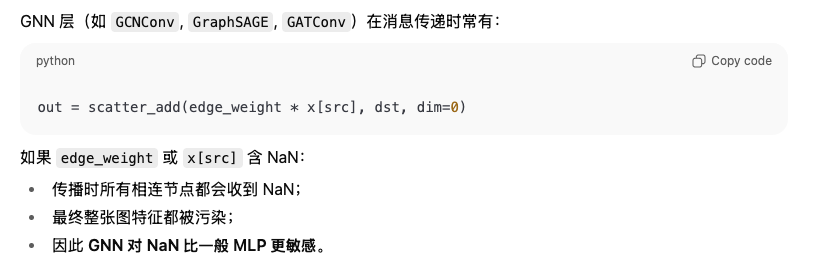 GNN 层（如 GCNConv, GraphSAGE, GATConv）在消息传递时常有：
python
Copy code
out = scatter_add(edge_weight * x[src], dst, dim=0)
如果 edge_weight 或 x[src] 含 NaN：
• 传播时所有相连节点都会收到 NaN；
• 最终整张图特征都被污染；
• 因此 GNN 对 NaN 比一般 MLP 更敏感。